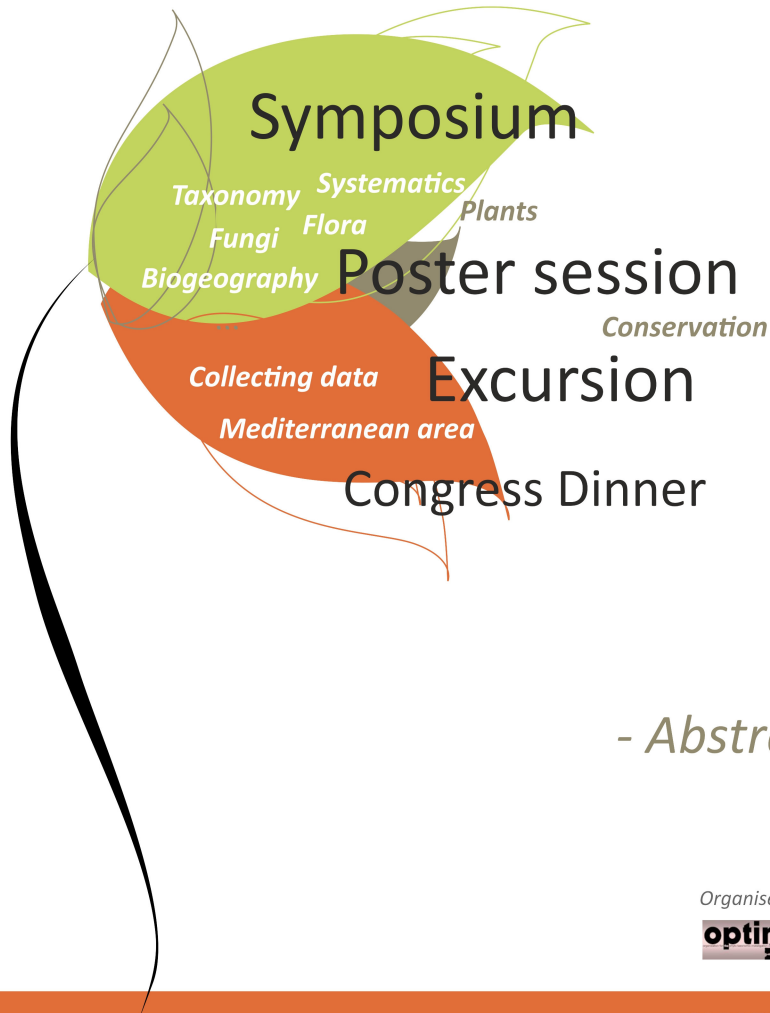 Symposium
Systematics
Taxonomy
Plants
Flora
Fungi
Poster session
Biogeography
...
Conservation
Excursion
Collecting data
Mediterranean area
Congress Dinner